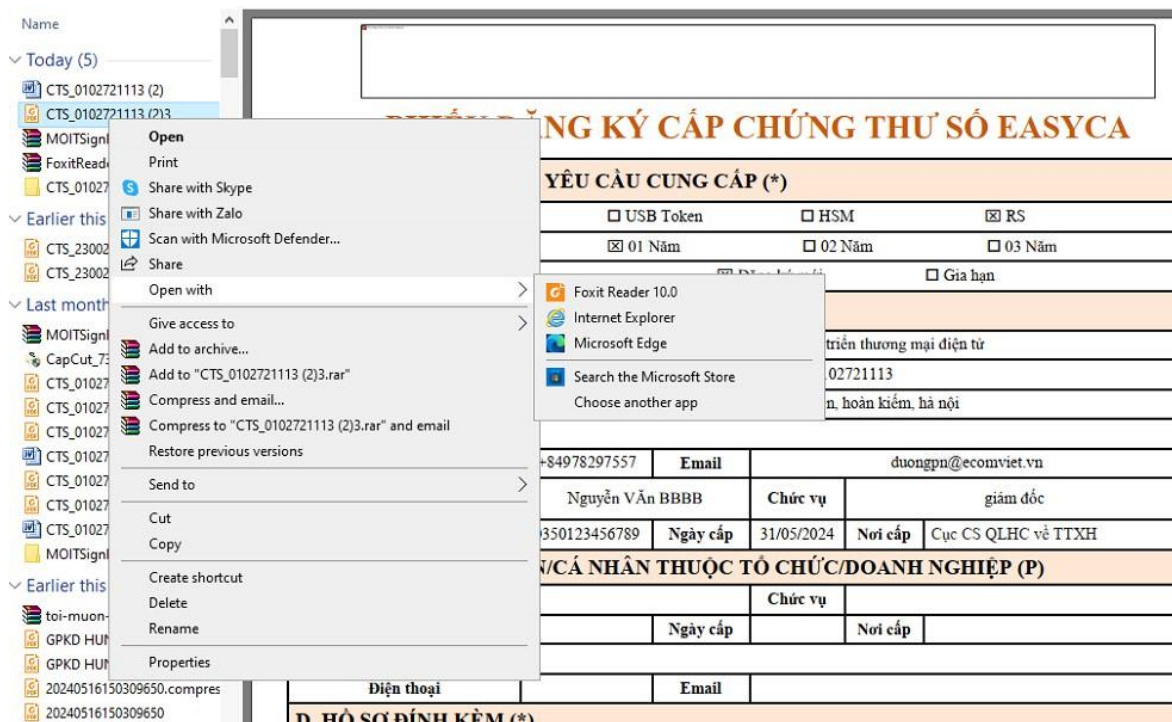 Name
Today (5)
CTS_0102721113 (2)
CTS_0102721113 (2)3
MOITSignl
FoxitReade
CTS_01027
Earlier this
CTS_23002
CTS_23002
Last month
MOITSignl
CapCut_73
CTS_01027
CTS_01027
CTS_01027
CTS_01027
CTS_01027
CTS_01027
CTS_01027
MOITSignl
Earlier this
toi-muon-
GPKD HUN
GPKD HUN
20240516150309650.compres
20240516150309650
Open
Print
Share with Skype
Share with Zalo
Scan with Microsoft Defender...
Share
Open with
Give access to
Add to archive...
Add to "CTS_0102721113 (2)3.rar"
Compress and email...
Compress to "CTS_0102721113 (2)3.rar" and email
Restore previous versions
Send to
Cut
Copy
Create shortcut
Delete
Rename
Properties
Foxit Reader 10.0
Internet Explorer
Microsoft Edge
Search the Microsoft Store
Choose another app
NG KÝ CẤP CHỨNG THƯ SỐ EASYCA
YÊU CẦU CUNG CẤP (*)
☐ USB Token ☐ HSM ☒ RS
☒ 01 Năm ☐ 02 Năm ☐ 03 Năm
☐ Gia hạn
triển thương mại điện tử
02721113
n, hoàn kiếm, hà nội
+84978297557 Email duongpn@ecomviet.vn
Nguyễn VĂn BBBB Chức vụ giám đốc
0350123456789 Ngày cấp 31/05/2024 Nơi cấp Cục CS QLHC về TTXH
N/CÁ NHÂN THUỘC TỔ CHỨC/DOANH NGHIỆP (P)
Chức vụ
Ngày cấp Nơi cấp
Điện thoại Email
D. HỒ SƠ ĐÍNH KÈM (*)